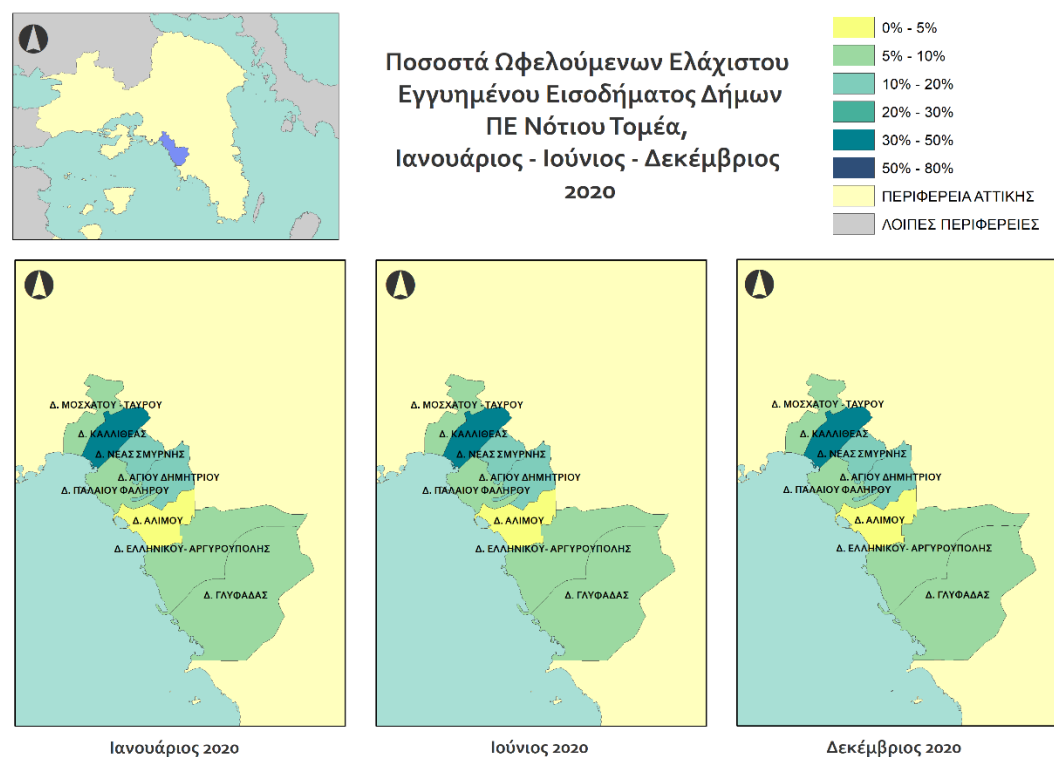 Ποσοστά Ωφελούμενων Ελάχιστου
Εγγυημένου Εισοδήματος Δήμων
ΠΕ Νότιου Τομέα,
Ιανουάριος - Ιούνιος - Δεκέμβριος
2020
0% - 5%
5% - 10%
10% - 20%
20% - 30%
30% - 50%
50% - 80%
ΠΕΡΙΦΕΡΕΙΑ ΑΤΤΙΚΗΣ
ΛΟΙΠΕΣ ΠΕΡΙΦΕΡΕΙΕΣ
Δ. ΜΟΣΧΑΤΟΥ - ΤΑΥΡΟΥ
Δ. ΚΑΛΛΙΘΕΑΣ
Δ. ΝΕΑΣ ΣΜΥΡΝΗΣ
Δ. ΑΓΙΟΥ ΔΗΜΗΤΡΙΟΥ
Δ. ΠΑΛΑΙΟΥ ΦΑΛΗΡΟΥ
Δ. ΑΛΙΜΟΥ
Δ. ΕΛΛΗΝΙΚΟΥ - ΑΡΓΥΡΟΥΠΟΛΗΣ
Δ. ΓΛΥΦΑΔΑΣ
Ιανουάριος 2020
Δ. ΜΟΣΧΑΤΟΥ - ΤΑΥΡΟΥ
Δ. ΚΑΛΛΙΘΕΑΣ
Δ. ΝΕΑΣ ΣΜΥΡΝΗΣ
Δ. ΑΓΙΟΥ ΔΗΜΗΤΡΙΟΥ
Δ. ΠΑΛΑΙΟΥ ΦΑΛΗΡΟΥ
Δ. ΑΛΙΜΟΥ
Δ. ΕΛΛΗΝΙΚΟΥ - ΑΡΓΥΡΟΥΠΟΛΗΣ
Δ. ΓΛΥΦΑΔΑΣ
Ιούνιος 2020
Δ. ΜΟΣΧΑΤΟΥ - ΤΑΥΡΟΥ
Δ. ΚΑΛΛΙΘΕΑΣ
Δ. ΝΕΑΣ ΣΜΥΡΝΗΣ
Δ. ΑΓΙΟΥ ΔΗΜΗΤΡΙΟΥ
Δ. ΠΑΛΑΙΟΥ ΦΑΛΗΡΟΥ
Δ. ΑΛΙΜΟΥ
Δ. ΕΛΛΗΝΙΚΟΥ - ΑΡΓΥΡΟΥΠΟΛΗΣ
Δ. ΓΛΥΦΑΔΑΣ
Δεκέμβριος 2020